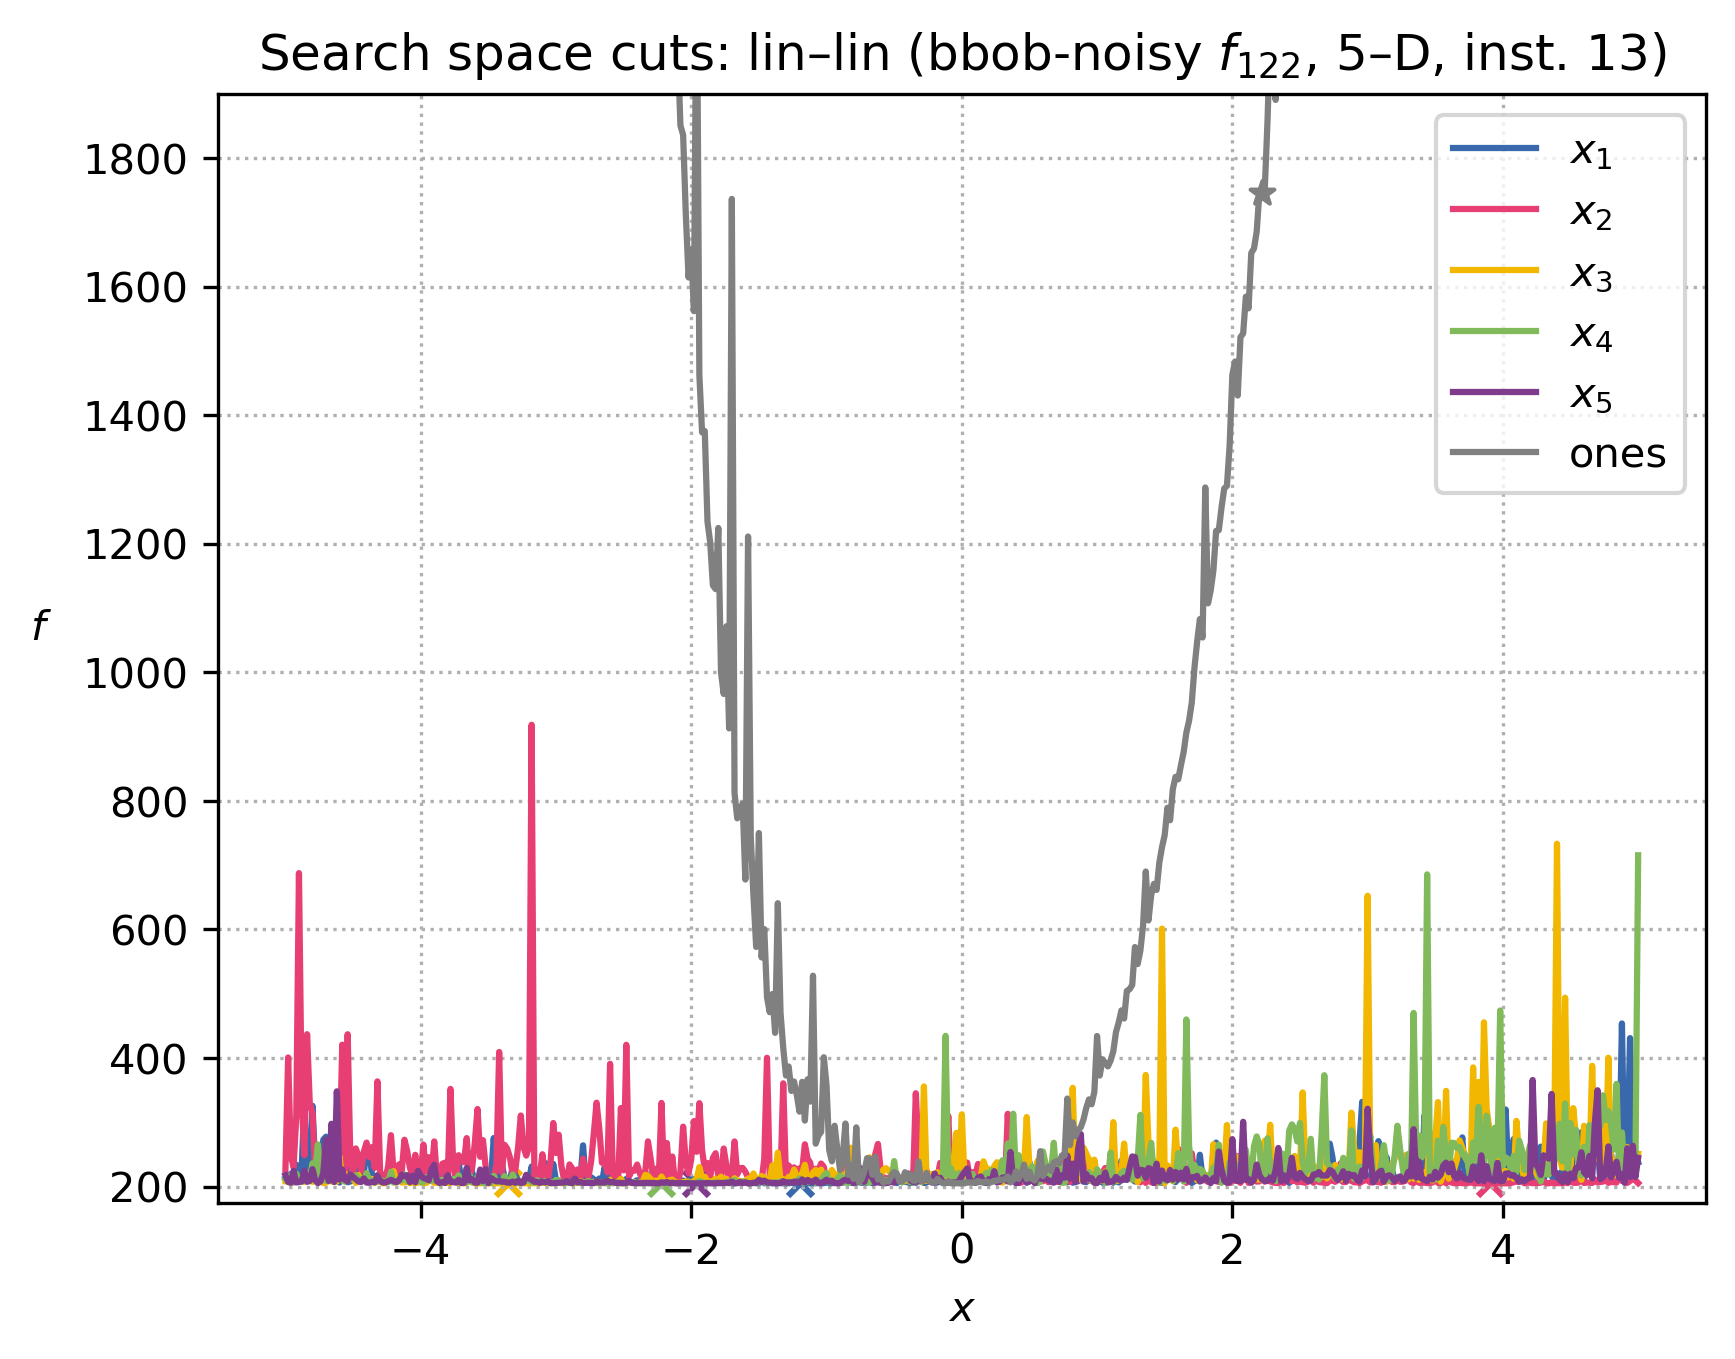 Search space cuts: lin–lin (bbob-noisy f₁₂₂, 5–D, inst. 13)
1800
1600
1400
1200
1000
800
600
400
200
f
x₁
x₂
x₃
x₄
x₅
ones
−4 −2 0 2 4
x